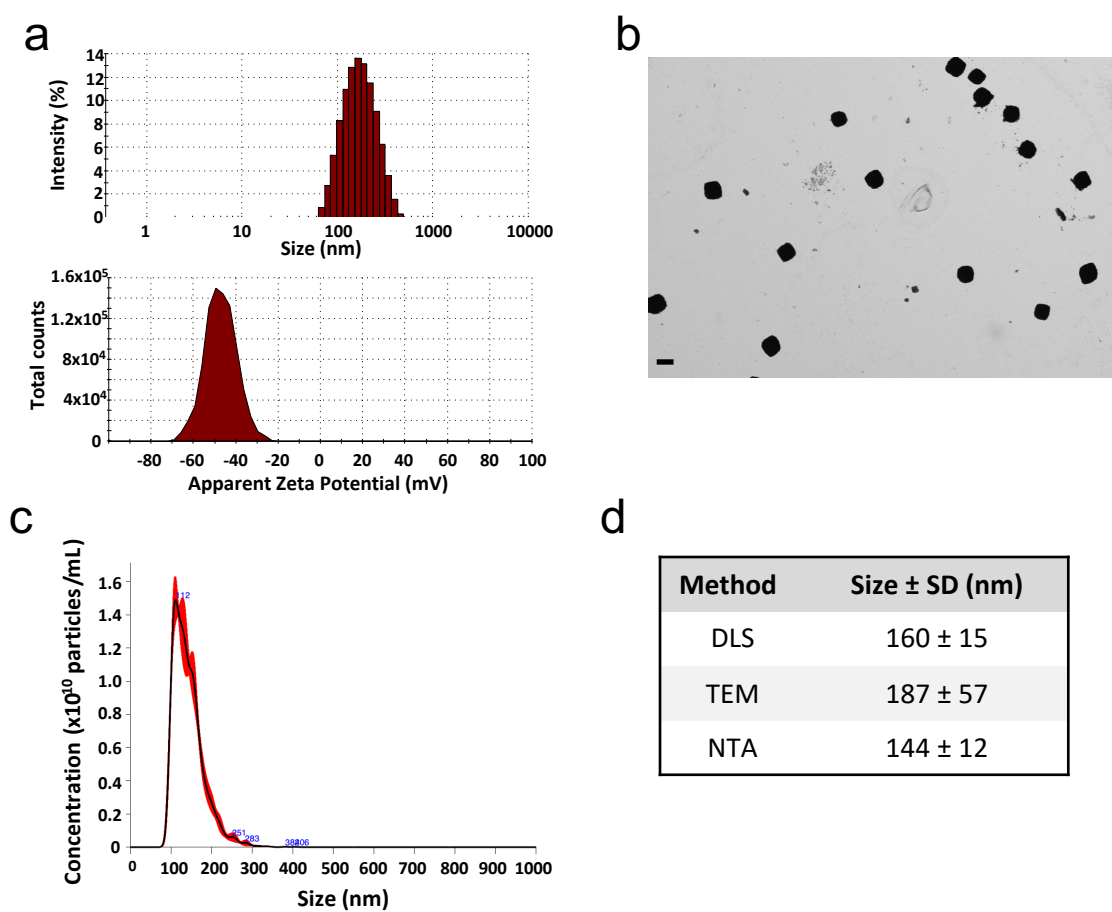 a
14
12
10
8
6
4
2
0
Intensity (%)
1 10 100 1000 10000
Size (nm)
1.6x10⁵
1.2x10⁵
8x10⁴
4x10⁴
0
Total counts
-80 -60 -40 -20 0 20 40 60 80 100
Apparent Zeta Potential (mV)
b
c
Concentration (x10¹⁰ particles/mL)
1.6
1.4
1.2
1.0
0.8
0.6
0.4
0.2
0
112
251
283
406
0 100 200 300 400 500 600 700 800 900 1000
Size (nm)
d
Method Size ± SD (nm)
DLS 160 ± 15
TEM 187 ± 57
NTA 144 ± 12